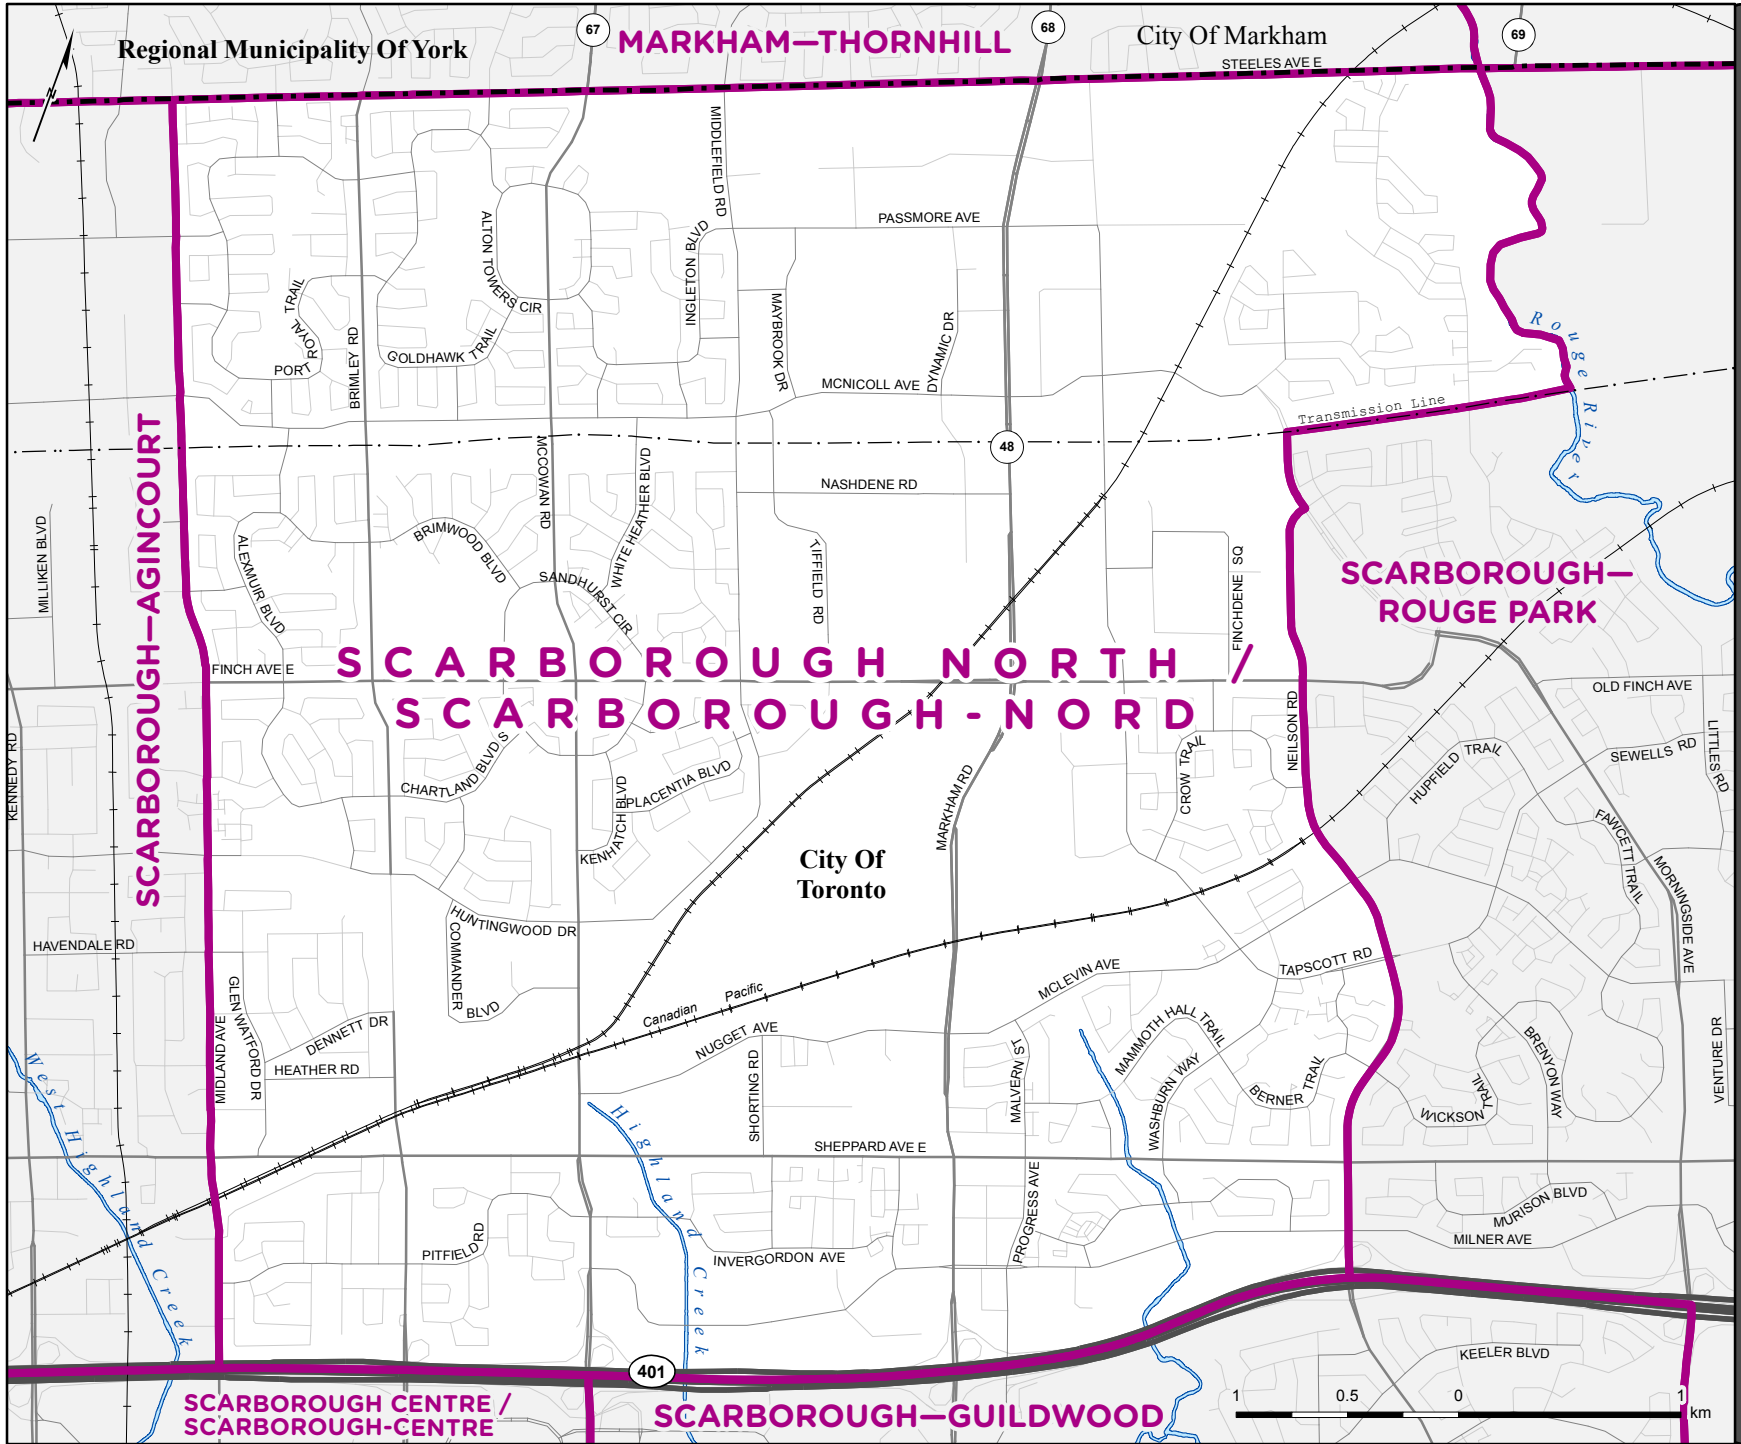 67
68
69
Regional Municipality Of York
MARKHAM—THORNHILL
City Of Markham
STEELES AVE E
N
MIDDLEFIELD RD
PASSMORE AVE
ALTON TOWERS CIR
INGLETON BLVD
PORT ROYAL TRAIL
BRIMLEY RD
GOLDHAWK TRAIL
MAYBROOK DR
DYNAMIC DR
MCNICOLL AVE
Rouge River
Transmission Line
48
MCCOWAN RD
WHITE HEATHER BLVD
NASHDENE RD
SCARBOROUGH—AGINCOURT
MILLIKEN BLVD
ALEXMUIR BLVD
BRIMWOOD BLVD
SANDHURST CIR
TIFFIELD RD
FINCHDENE SQ
SCARBOROUGH—
ROUGE PARK
FINCH AVE E
SCARBOROUGH NORTH /
SCARBOROUGH-NORD
OLD FINCH AVE
NEILSON RD
KENNEDY RD
CHARTLAND BLVD S
KENHATCH BLVD
PLACENTIA BLVD
MARKHAM RD
CROW TRAIL
HUPFIELD TRAIL
SEWELLS RD
LITTLES RD
FAWCETT TRAIL
MORNINGSIDE AVE
City Of
Toronto
HUNTINGWOOD DR
COMMANDER BLVD
HAVENDALE RD
GLEN WATFORD DR
MIDLAND AVE
DENNETT DR
HEATHER RD
Canadian Pacific
NUGGET AVE
SHORTING RD
MCLEVIN AVE
TAPSCOTT RD
MALVERN ST
MAMMOTH HALL TRAIL
WASHBURN WAY
BERNER TRAIL
WICKSON TRAIL
BRENYON WAY
VENTURE DR
West Highland Creek
Highland Creek
SHEPPARD AVE E
PROGRESS AVE
PITFIELD RD
INVERGORDON AVE
MURISON BLVD
MILNER AVE
KEELER BLVD
401
SCARBOROUGH CENTRE /
SCARBOROUGH-CENTRE
SCARBOROUGH—GUILDWOOD
1 0.5 0 1
km